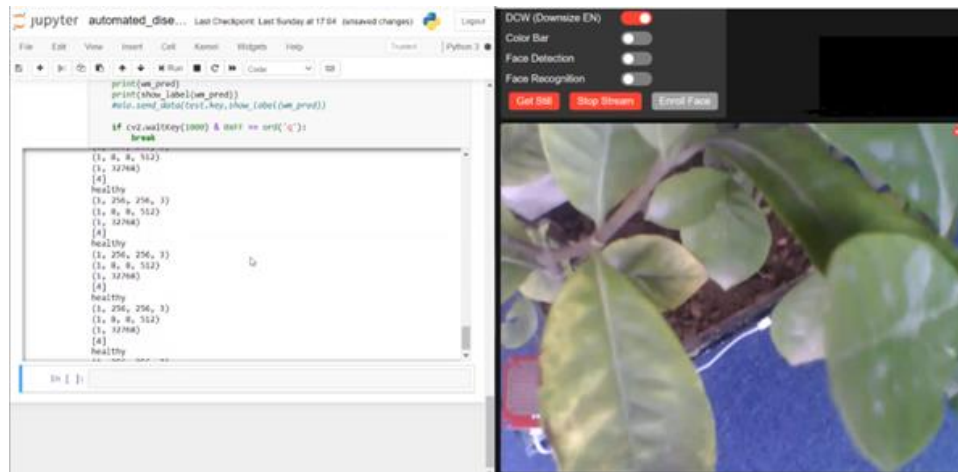 jupyter automated_dise... Last Checkpoint: Last Sunday at 17:04 (unsaved changes) Logout
File Edit View Insert Cell Kernel Widgets Help Trusted Python 3
Run Code
print(wm_pred)
print(show_label(wm_pred))
#aio.send_data(test.key,show_label(wm_pred))
if cv2.waitKey(1000) & 0xFF == ord('q'):
break
(1, 8, 8, 512)
(1, 32768)
[4]
healthy
(1, 256, 256, 3)
(1, 8, 8, 512)
(1, 32768)
[4]
healthy
(1, 256, 256, 3)
(1, 8, 8, 512)
(1, 32768)
[4]
healthy
(1, 256, 256, 3)
(1, 8, 8, 512)
(1, 32768)
[4]
healthy
In [ ]:
DCW (Downsize EN)
Color Bar
Face Detection
Face Recognition
Get Still Stop Stream Enroll Face